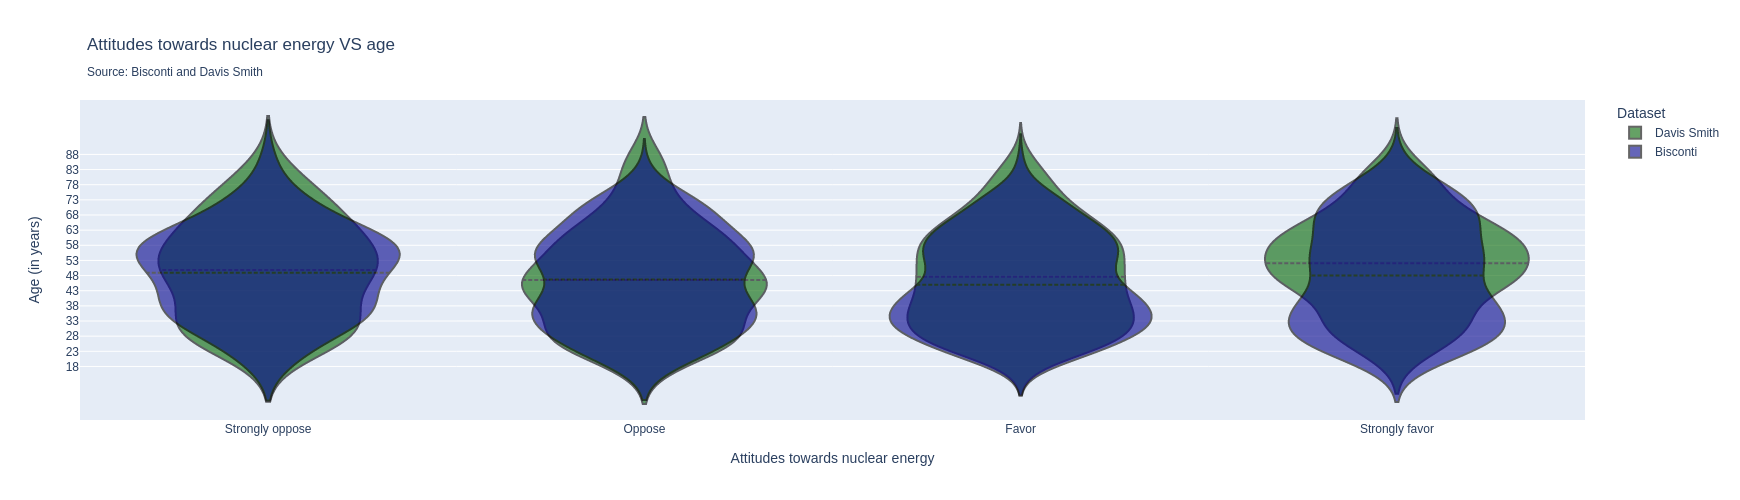 Attitudes towards nuclear energy VS age
Source: Bisconti and Davis Smith
Dataset
Davis Smith
Bisconti
Age (in years)
88
83
78
73
68
63
58
53
48
43
38
33
28
23
18
Strongly oppose
Oppose
Favor
Strongly favor
Attitudes towards nuclear energy